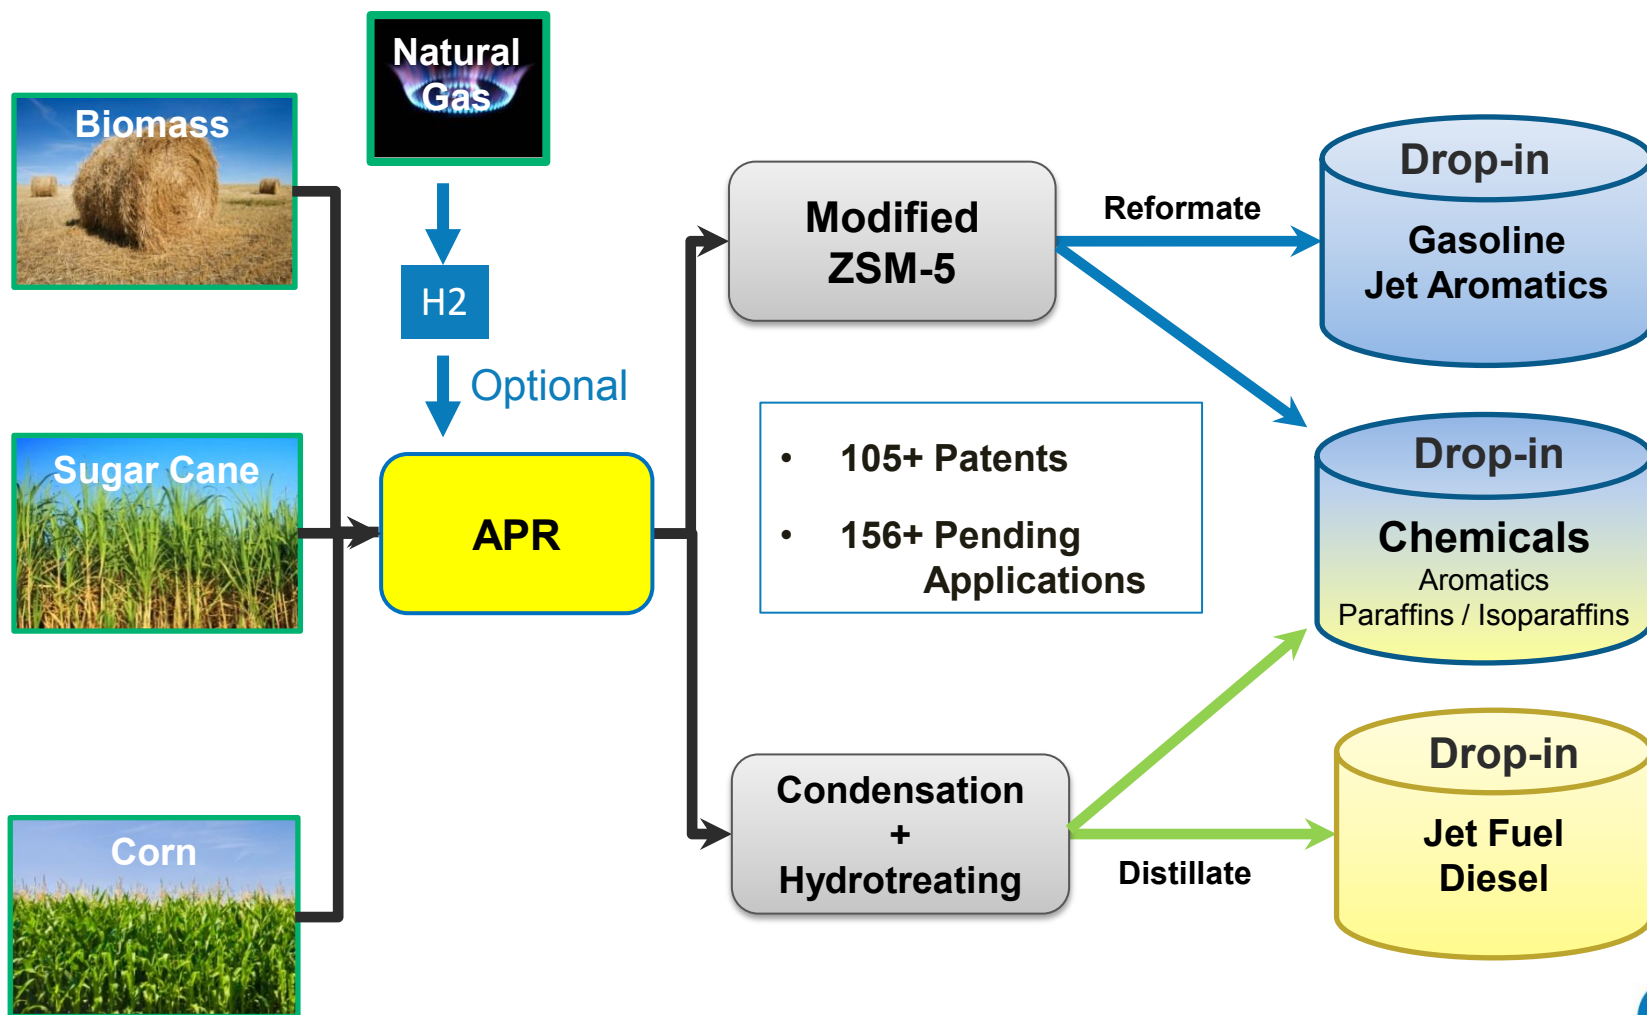 Natural
Gas
Biomass
H2
Optional
Sugar Cane
APR
Corn
Modified
ZSM-5
Reformate
• 105+ Patents
• 156+ Pending
Applications
Condensation
+
Hydrotreating
Distillate
Drop-in
Gasoline
Jet Aromatics
Drop-in
Chemicals
Aromatics
Paraffins / Isoparaffins
Drop-in
Jet Fuel
Diesel